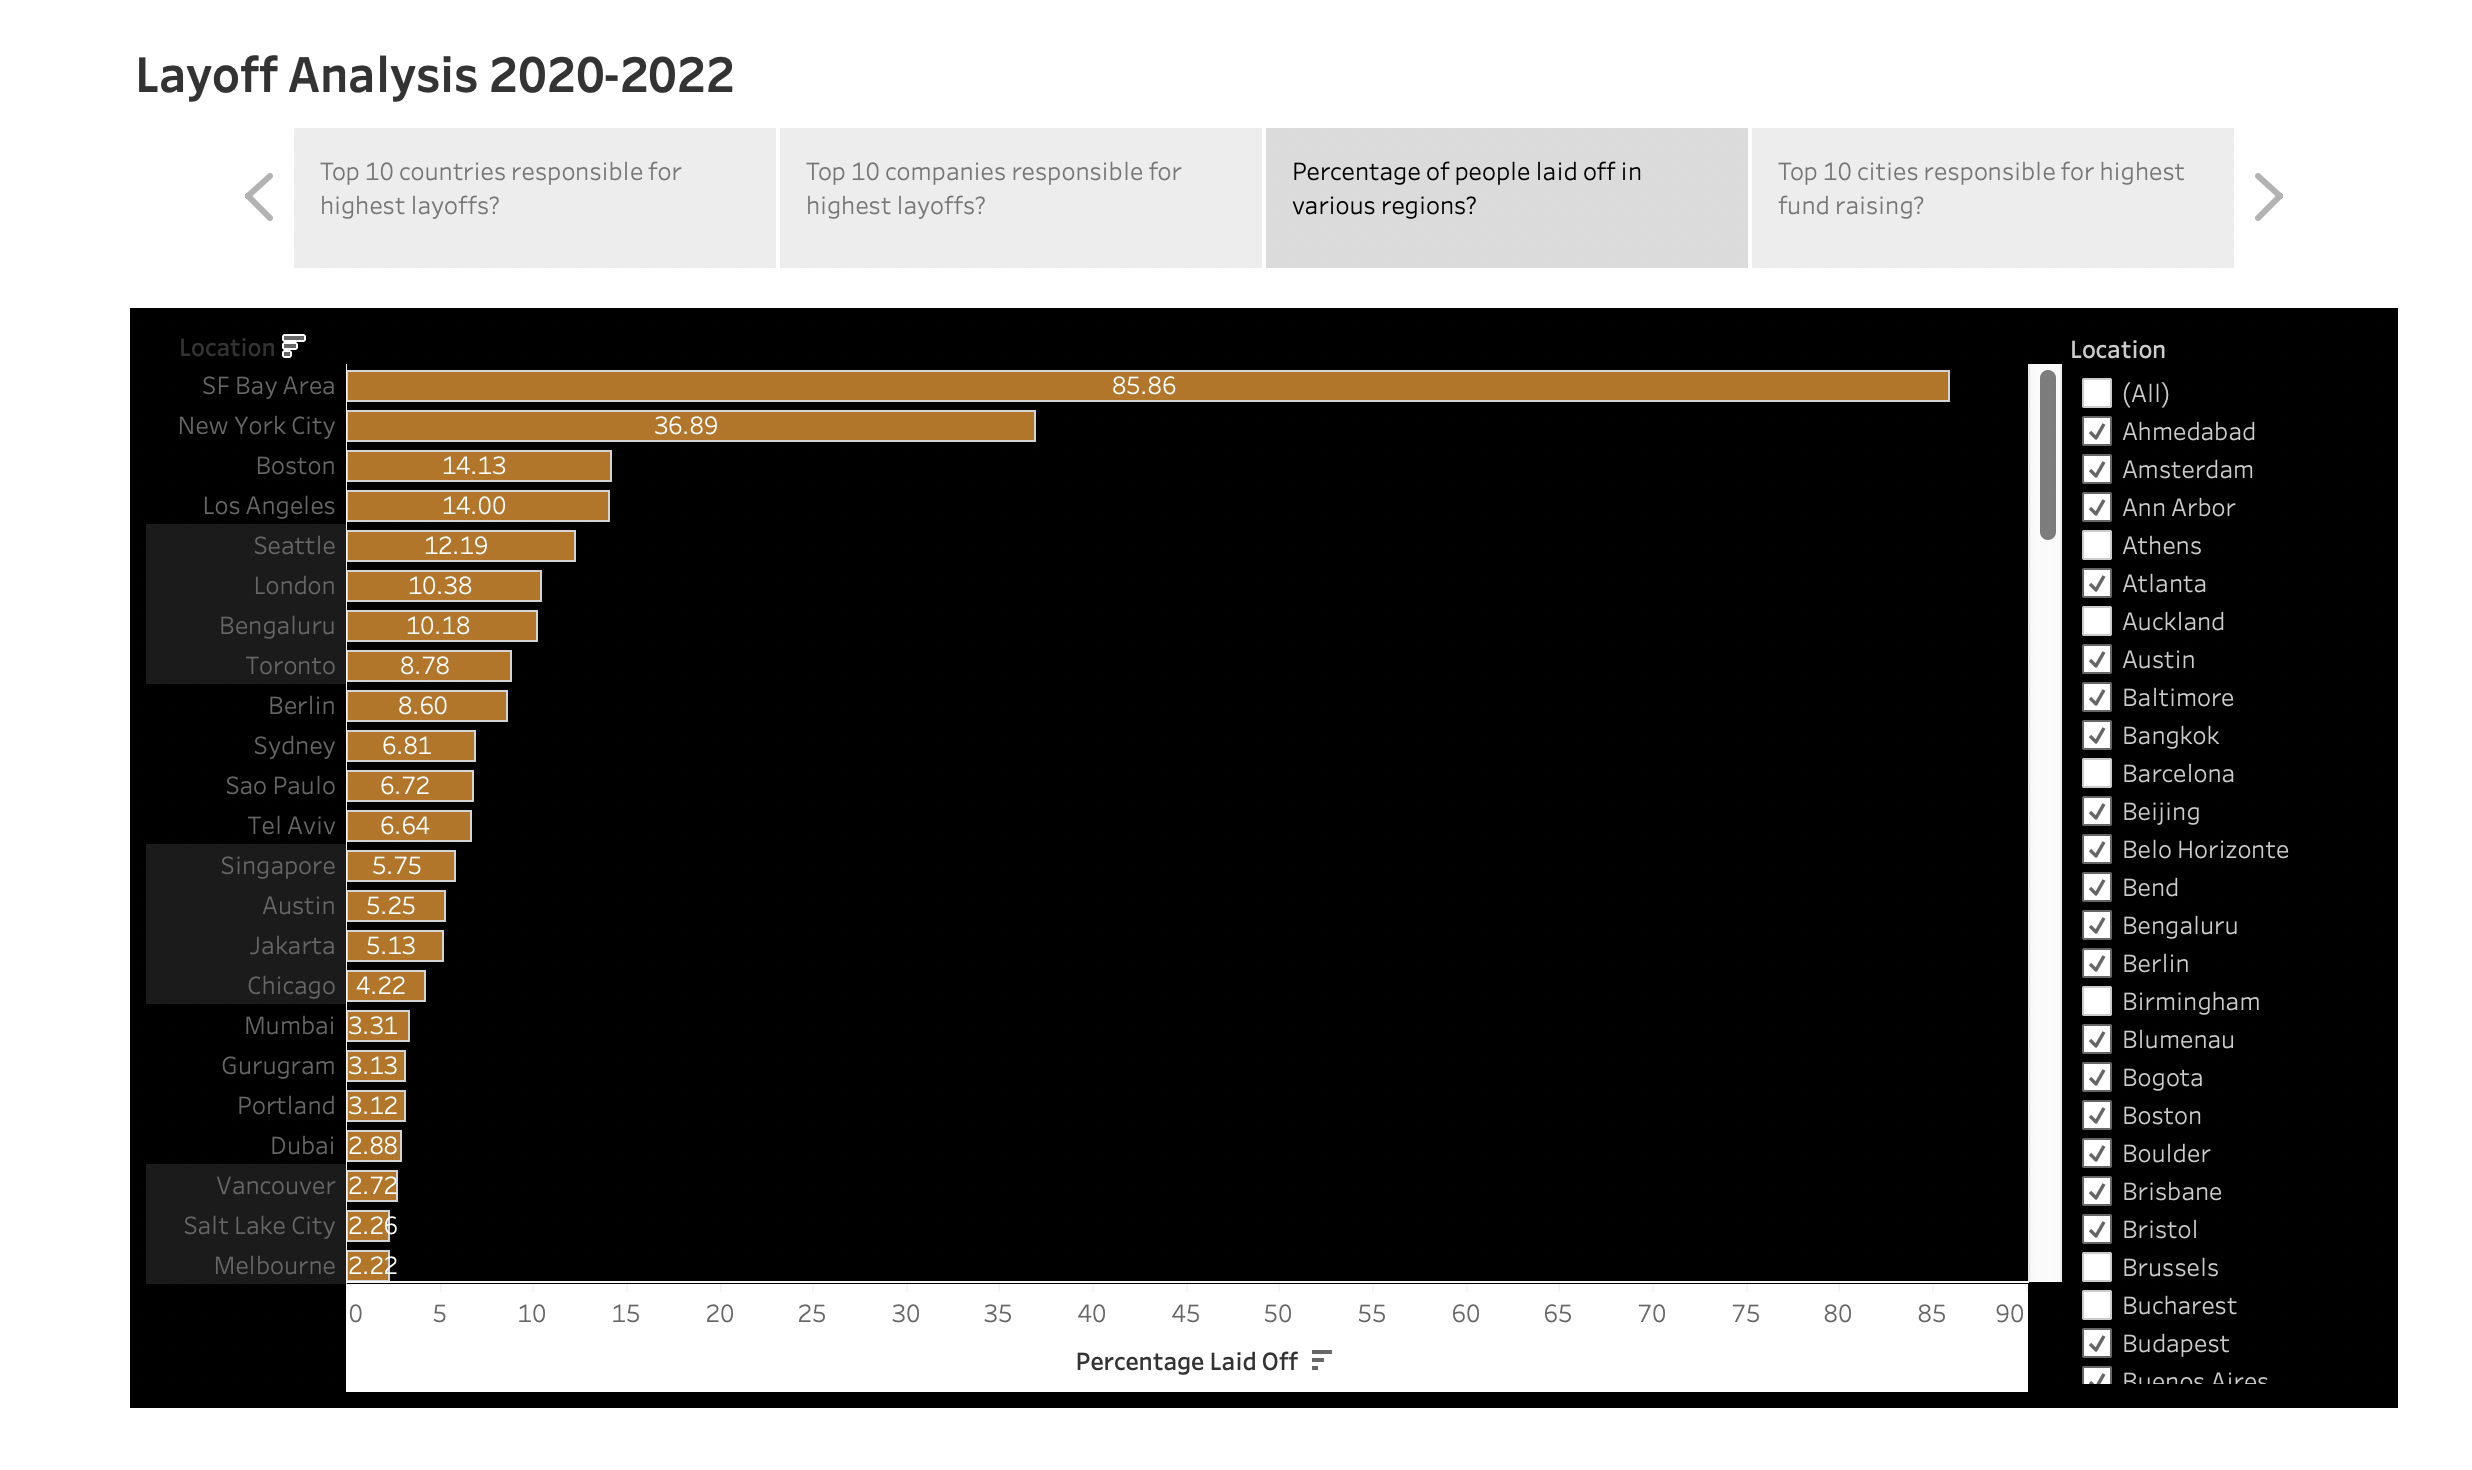 Layoff Analysis 2020-2022
Top 10 countries responsible for
highest layoffs?
Top 10 companies responsible for
highest layoffs?
Percentage of people laid off in
various regions?
Top 10 cities responsible for highest
fund raising?
Location
SF Bay Area 85.86
New York City 36.89
Boston 14.13
Los Angeles 14.00
Seattle 12.19
London 10.38
Bengaluru 10.18
Toronto 8.78
Berlin 8.60
Sydney 6.81
Sao Paulo 6.72
Tel Aviv 6.64
Singapore 5.75
Austin 5.25
Jakarta 5.13
Chicago 4.22
Mumbai 3.31
Gurugram 3.13
Portland 3.12
Dubai 2.88
Vancouver 2.72
Salt Lake City 2.26
Melbourne 2.22
0 5 10 15 20 25 30 35 40 45 50 55 60 65 70 75 80 85 90
Percentage Laid Off
Location
(All)
Ahmedabad
Amsterdam
Ann Arbor
Athens
Atlanta
Auckland
Austin
Baltimore
Bangkok
Barcelona
Beijing
Belo Horizonte
Bend
Bengaluru
Berlin
Birmingham
Blumenau
Bogota
Boston
Boulder
Brisbane
Bristol
Brussels
Bucharest
Budapest
Buenos Aires